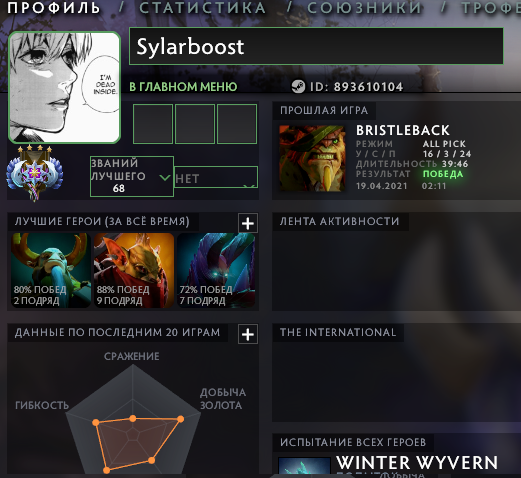 ПРОФИЛЬ / СТАТИСТИКА / СОЮЗНИКИ / ТРОФЕ
Sylarboost
I'M DEAD INSIDE.
В ГЛАВНОМ МЕНЮ
ID: 893610104
ЗВАНИЙ ЛУЧШЕГО
68
НЕТ
ПРОШЛАЯ ИГРА
BRISTLEBACK
РЕЖИМ ALL PICK
У / С / П 16 / 3 / 24
ДЛИТЕЛЬНОСТЬ 39:46
РЕЗУЛЬТАТ ПОБЕДА
19.04.2021 02:11
ЛУЧШИЕ ГЕРОИ (ЗА ВСЁ ВРЕМЯ)
80% ПОБЕД
2 ПОДРЯД
88% ПОБЕД
9 ПОДРЯД
72% ПОБЕД
7 ПОДРЯД
ЛЕНТА АКТИВНОСТИ
ДАННЫЕ ПО ПОСЛЕДНИМ 20 ИГРАМ
СРАЖЕНИЕ
ДОБЫЧА ЗОЛОТА
ГИБКОСТЬ
THE INTERNATIONAL
ИСПЫТАНИЕ ВСЕХ ГЕРОЕВ
WINTER WYVERN